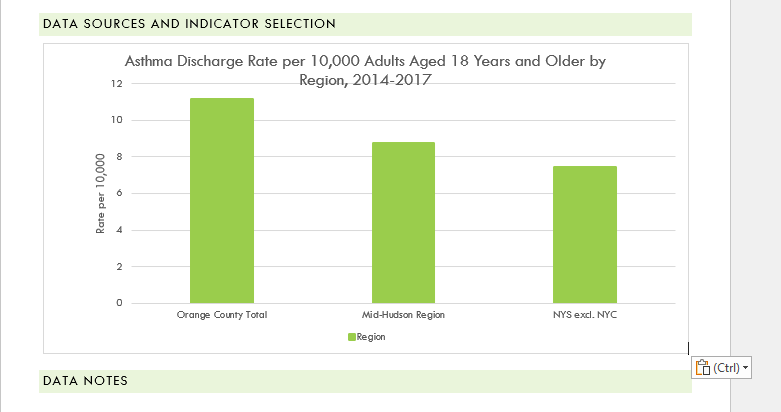 DATA SOURCES AND INDICATOR SELECTION
Asthma Discharge Rate per 10,000 Adults Aged 18 Years and Older by
Region, 2014-2017
12
10
8
6
4
2
0
Rate per 10,000
Orange County Total
Mid-Hudson Region
NYS excl. NYC
Region
(Ctrl)
DATA NOTES